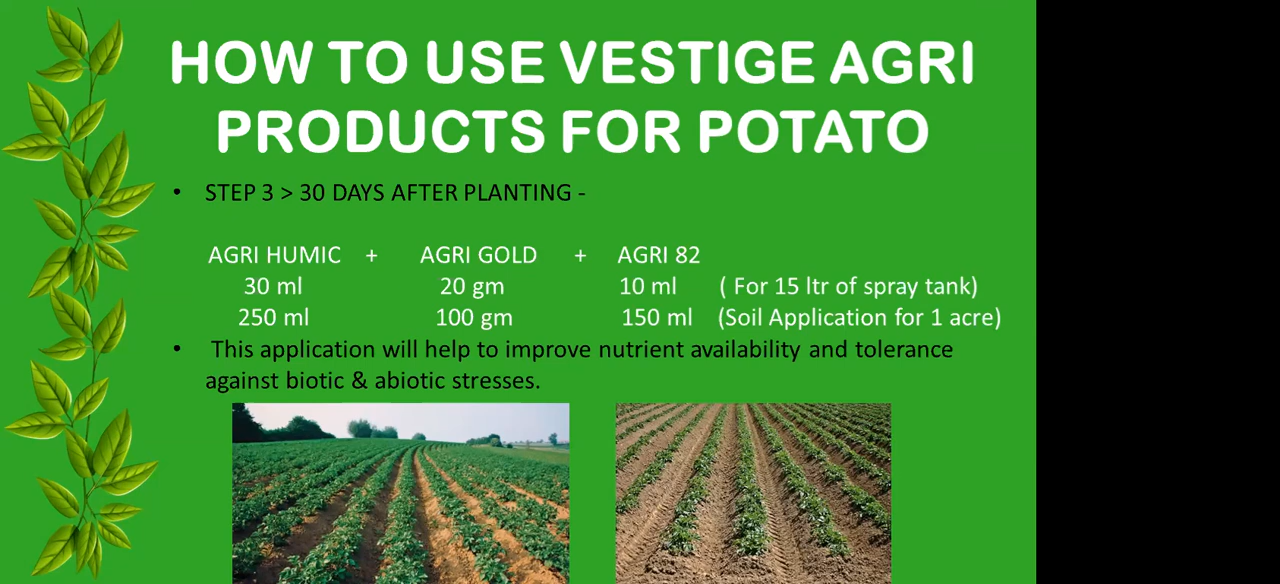 HOW TO USE VESTIGE AGRI
PRODUCTS FOR POTATO
• STEP 3 > 30 DAYS AFTER PLANTING -
AGRI HUMIC + AGRI GOLD + AGRI 82
30 ml 20 gm 10 ml ( For 15 ltr of spray tank)
250 ml 100 gm 150 ml (Soil Application for 1 acre)
• This application will help to improve nutrient availability and tolerance
against biotic & abiotic stresses.